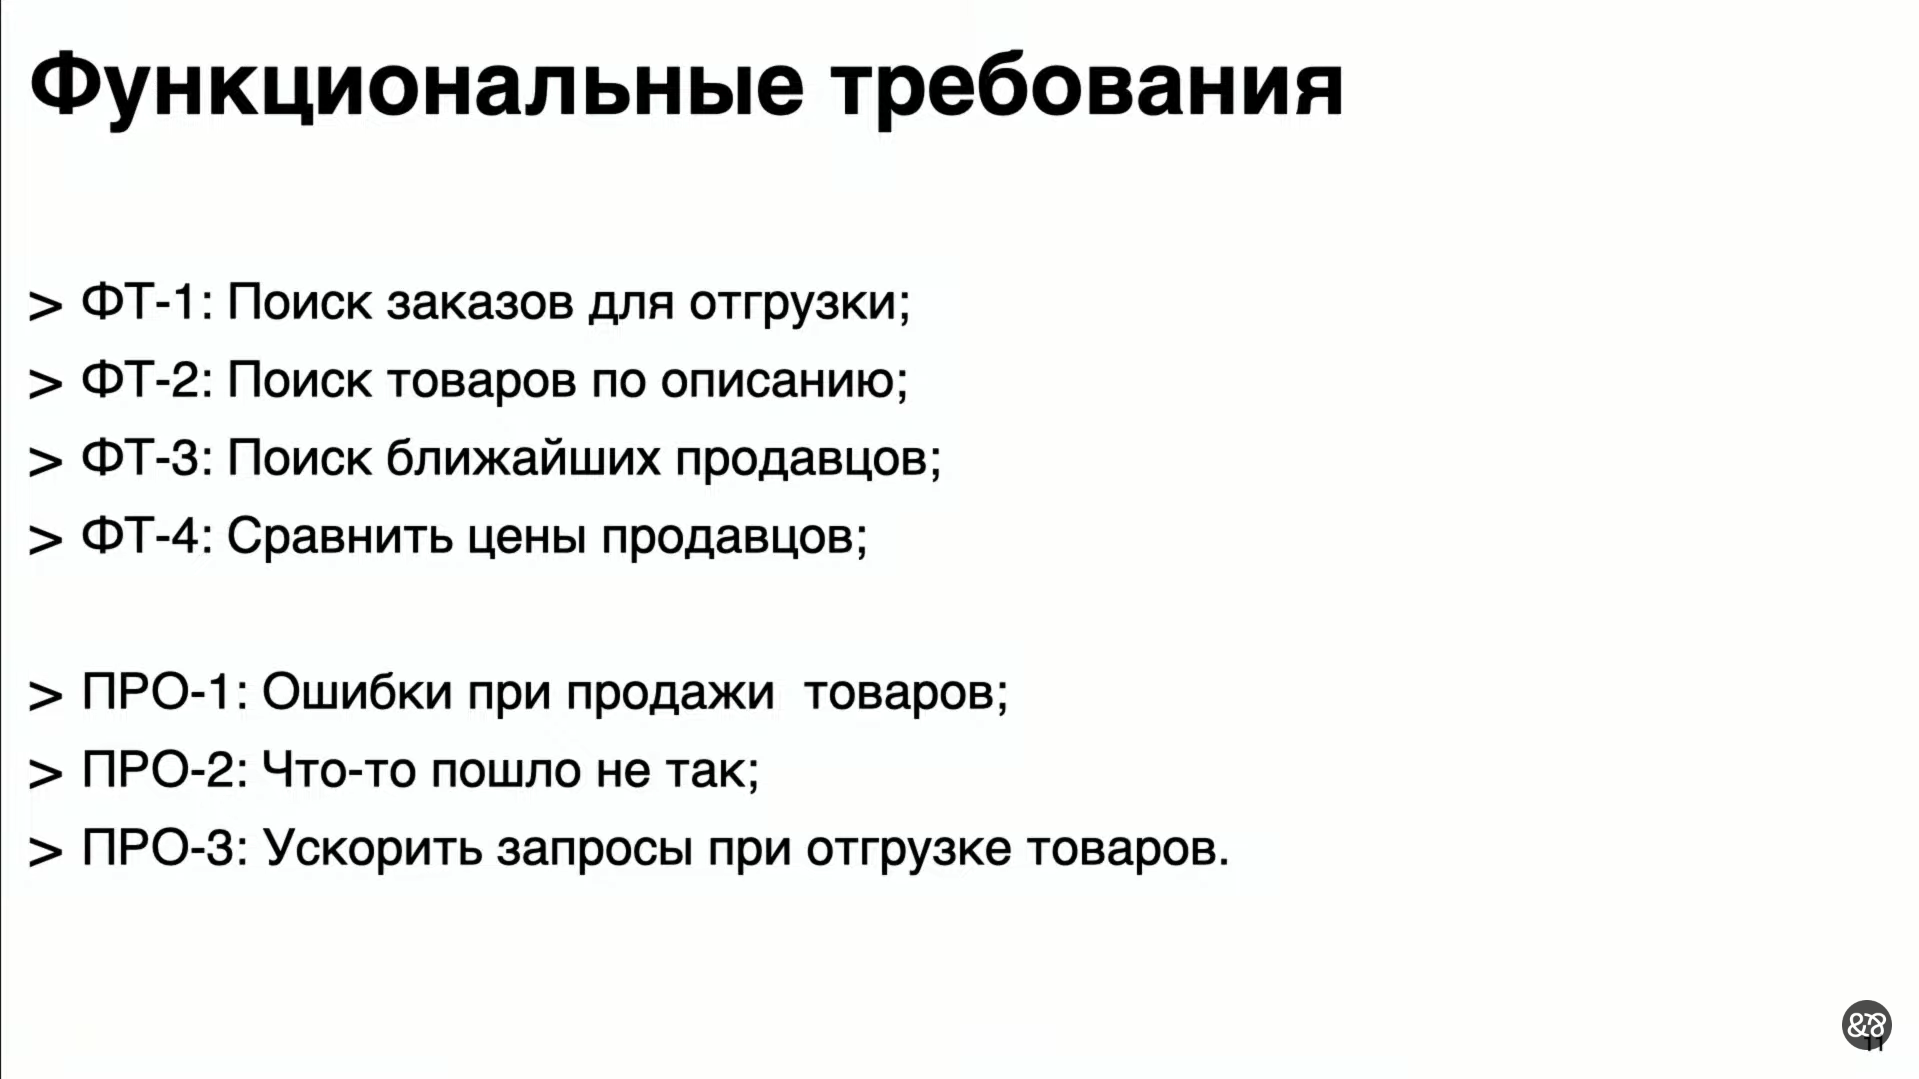 Функциональные требования
> ФТ-1: Поиск заказов для отгрузки;
> ФТ-2: Поиск товаров по описанию;
> ФТ-3: Поиск ближайших продавцов;
> ФТ-4: Сравнить цены продавцов;
> ПРО-1: Ошибки при продажи  товаров;
> ПРО-2: Что-то пошло не так;
> ПРО-3: Ускорить запросы при отгрузке товаров.
11